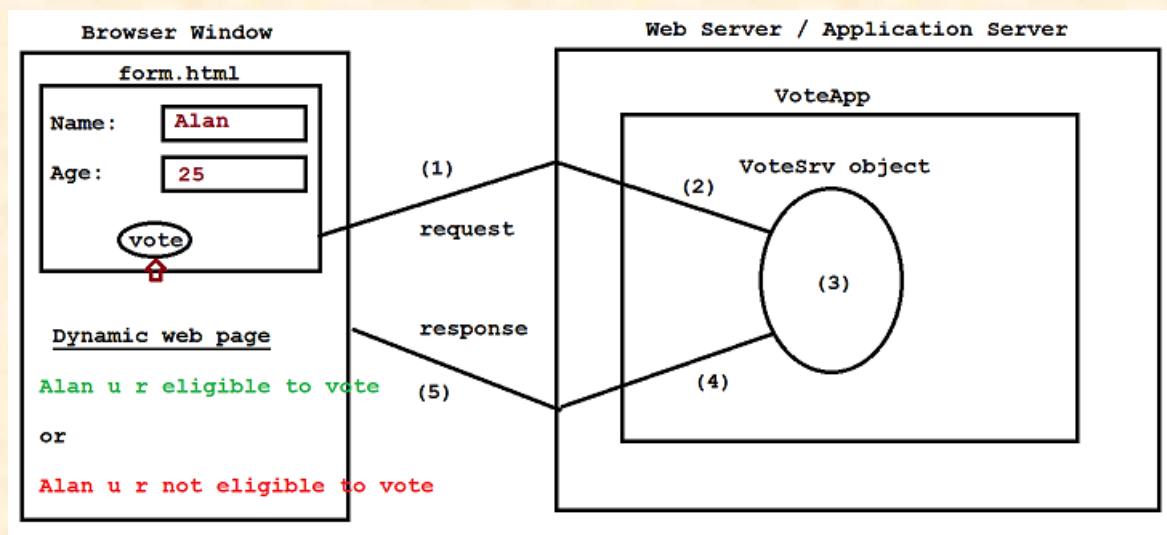 Browser Window
form.html
Name: Alan
Age: 25
vote
Dynamic web page
Alan u r eligible to vote
or
Alan u r not eligible to vote
(1)
request
response
(5)
Web Server / Application Server
VoteApp
VoteSrv object
(2)
(3)
(4)